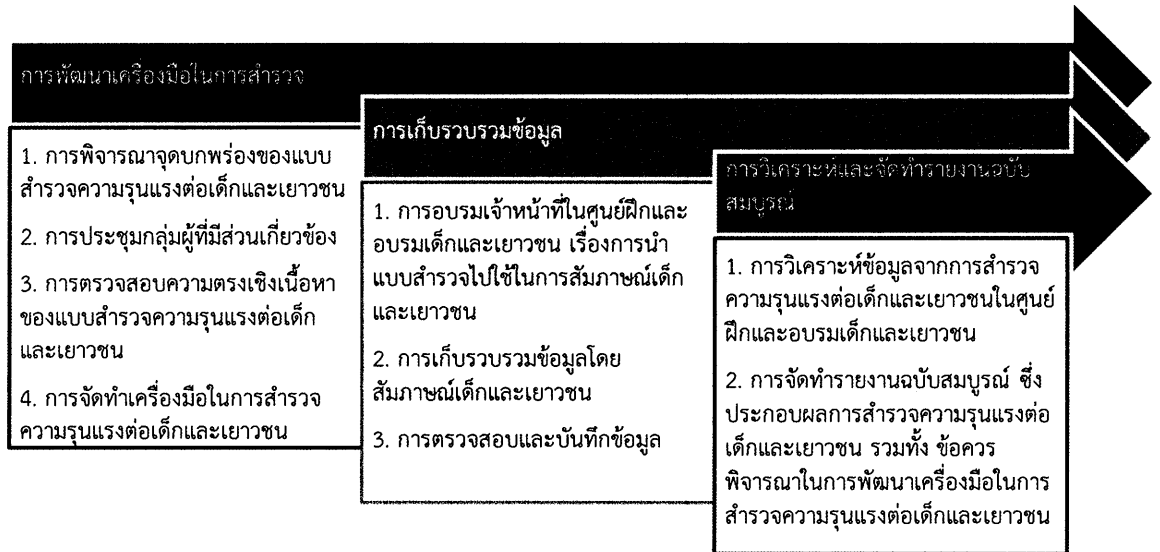 การพัฒนาเครื่องมือในการสำรวจ
1. การพิจารณาจุดบกพร่องของแบบ
สำรวจความรุนแรงต่อเด็กและเยาวชน
2. การประชุมกลุ่มผู้ที่มีส่วนเกี่ยวข้อง
3. การตรวจสอบความตรงเชิงเนื้อหา
ของแบบสำรวจความรุนแรงต่อเด็ก
และเยาวชน
4. การจัดทำเครื่องมือในการสำรวจ
ความรุนแรงต่อเด็กและเยาวชน
การเก็บรวบรวมข้อมูล
1. การอบรมเจ้าหน้าที่ในศูนย์ฝึกและ
อบรมเด็กและเยาวชน เรื่องการนำ
แบบสำรวจไปใช้ในการสัมภาษณ์เด็ก
และเยาวชน
2. การเก็บรวบรวมข้อมูลโดย
สัมภาษณ์เด็กและเยาวชน
3. การตรวจสอบและบันทึกข้อมูล
การวิเคราะห์และจัดทำรายงานฉบับ
สมบูรณ์
1. การวิเคราะห์ข้อมูลจากการสำรวจ
ความรุนแรงต่อเด็กและเยาวชนในศูนย์
ฝึกและอบรมเด็กและเยาวชน
2. การจัดทำรายงานฉบับสมบูรณ์ ซึ่ง
ประกอบผลการสำรวจความรุนแรงต่อ
เด็กและเยาวชน รวมทั้ง ข้อควร
พิจารณาในการพัฒนาเครื่องมือในการ
สำรวจความรุนแรงต่อเด็กและเยาวชน